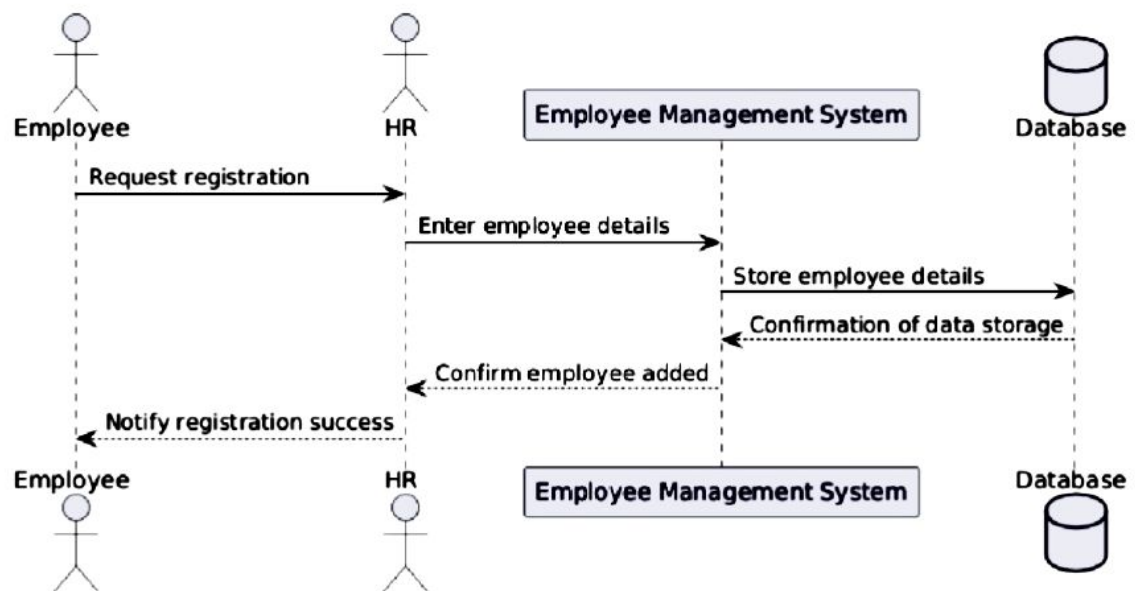 Employee
HR
Employee Management System
Database
Request registration
Enter employee details
Store employee details
Confirmation of data storage
Confirm employee added
Notify registration success
Employee
HR
Employee Management System
Database